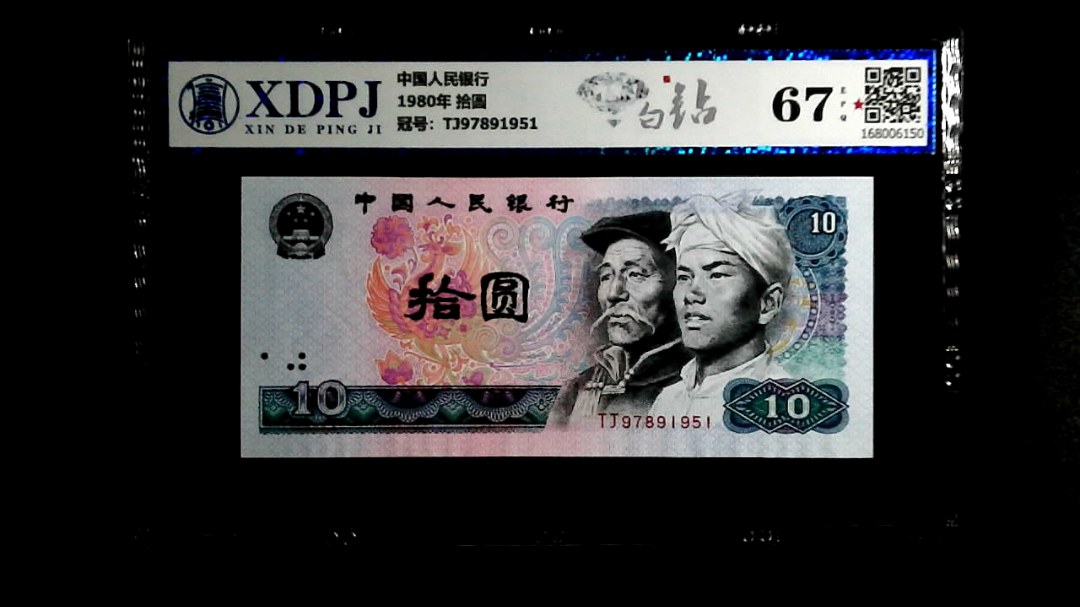 XDPJ
XIN DE PING JI
中国人民银行
1980年 拾圆
冠号: TJ97891951
白钻
67
EPQ
168006150
中国人民银行
10
拾圆
10
TJ97891951
10